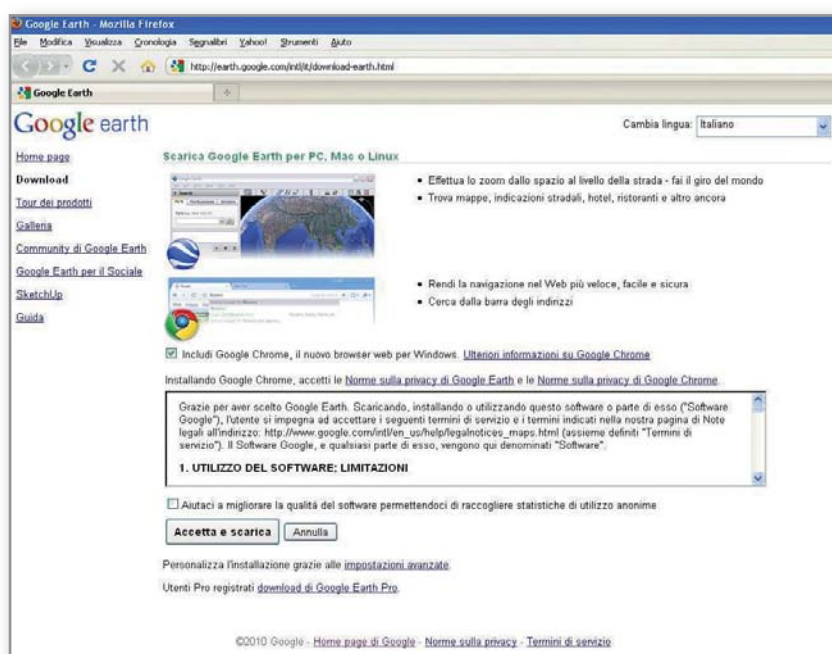 Google Earth - Mozilla Firefox
File Modifica Visualizza Cronologia Segnalibri Yahoo! Strumenti Aiuto
http://earth.google.com/intl/it/download-earth.html
Google Earth
Google earth
Cambia lingua: Italiano
Home page
Download
Tour dei prodotti
Galleria
Community di Google Earth
Google Earth per il Sociale
SketchUp
Guida
Scarica Google Earth per PC, Mac o Linux
• Effettua lo zoom dallo spazio al livello della strada - fai il giro del mondo
• Trova mappe, indicazioni stradali, hotel, ristoranti e altro ancora
• Rendi la navigazione nel Web più veloce, facile e sicura
• Cerca dalla barra degli indirizzi
Includi Google Chrome, il nuovo browser web per Windows. Ulteriori informazioni su Google Chrome
Installando Google Chrome, accetti le Norme sulla privacy di Google Earth e le Norme sulla privacy di Google Chrome.
Grazie per aver scelto Google Earth. Scaricando, installando o utilizzando questo software o parte di esso ("Software
Google"), l'utente si impegna ad accettare i seguenti termini di servizio e i termini indicati nella nostra pagina di Note
legali all'indirizzo: http://www.google.com/intl/en_us/help/legalnotices_maps.html (assieme definiti "Termini di
servizio"). Il Software Google, e qualsiasi parte di esso, vengono qui denominati "Software".
1. UTILIZZO DEL SOFTWARE; LIMITAZIONI
Aiutaci a migliorare la qualità del software permettendoci di raccogliere statistiche di utilizzo anonime
Accetta e scarica Annulla
Personalizza l'installazione grazie alle impostazioni avanzate.
Utenti Pro registrati download di Google Earth Pro.
©2010 Google - Home page di Google - Norme sulla privacy - Termini di servizio